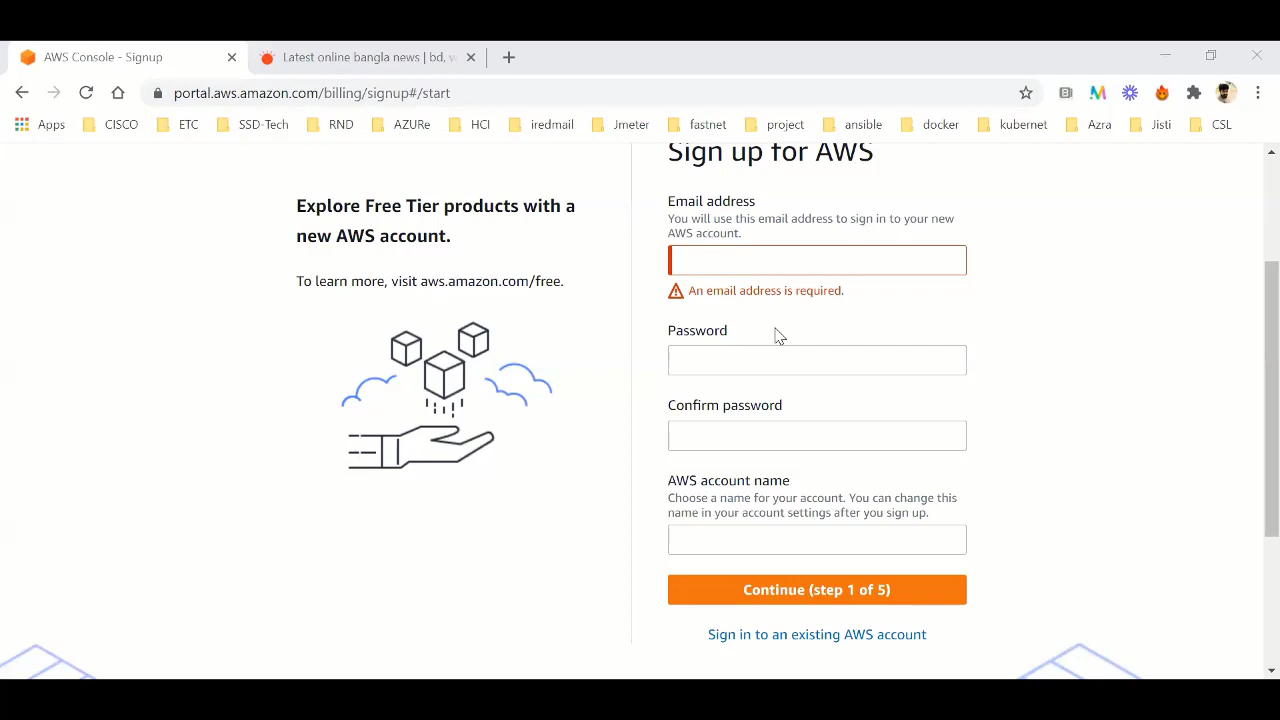 AWS Console - Signup
Latest online bangla news | bd, w
portal.aws.amazon.com/billing/signup#/start
Apps CISCO ETC SSD-Tech RND AZURe HCI iredmail Jmeter fastnet project ansible docker kubernet Azra Jisti CSL
Explore Free Tier products with a
new AWS account.
To learn more, visit aws.amazon.com/free.
Sign up for AWS
Email address
You will use this email address to sign in to your new
AWS account.
An email address is required.
Password
Confirm password
AWS account name
Choose a name for your account. You can change this
name in your account settings after you sign up.
Continue (step 1 of 5)
Sign in to an existing AWS account